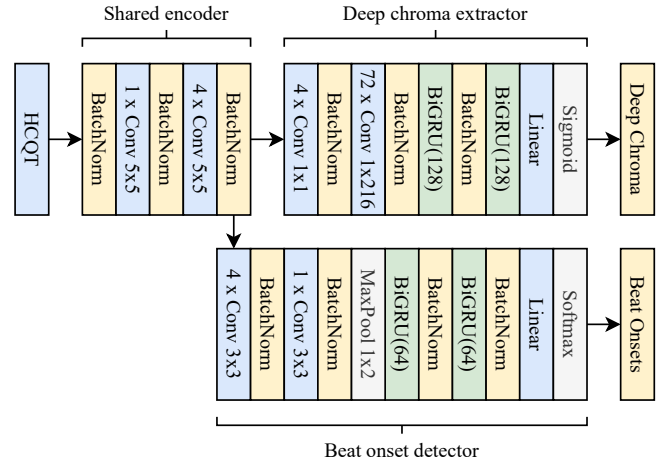 Shared encoder
Deep chroma extractor
HCQT
BatchNorm
1 x Conv 5x5
BatchNorm
4 x Conv 5x5
BatchNorm
4 x Conv 1x1
BatchNorm
72 x Conv 1x216
BatchNorm
BiGRU(128)
BatchNorm
BiGRU(128)
Linear
Sigmoid
Deep Chroma
4 x Conv 3x3
BatchNorm
1 x Conv 3x3
BatchNorm
MaxPool 1x2
BiGRU(64)
BatchNorm
BiGRU(64)
BatchNorm
Linear
Softmax
Beat Onsets
Beat onset detector